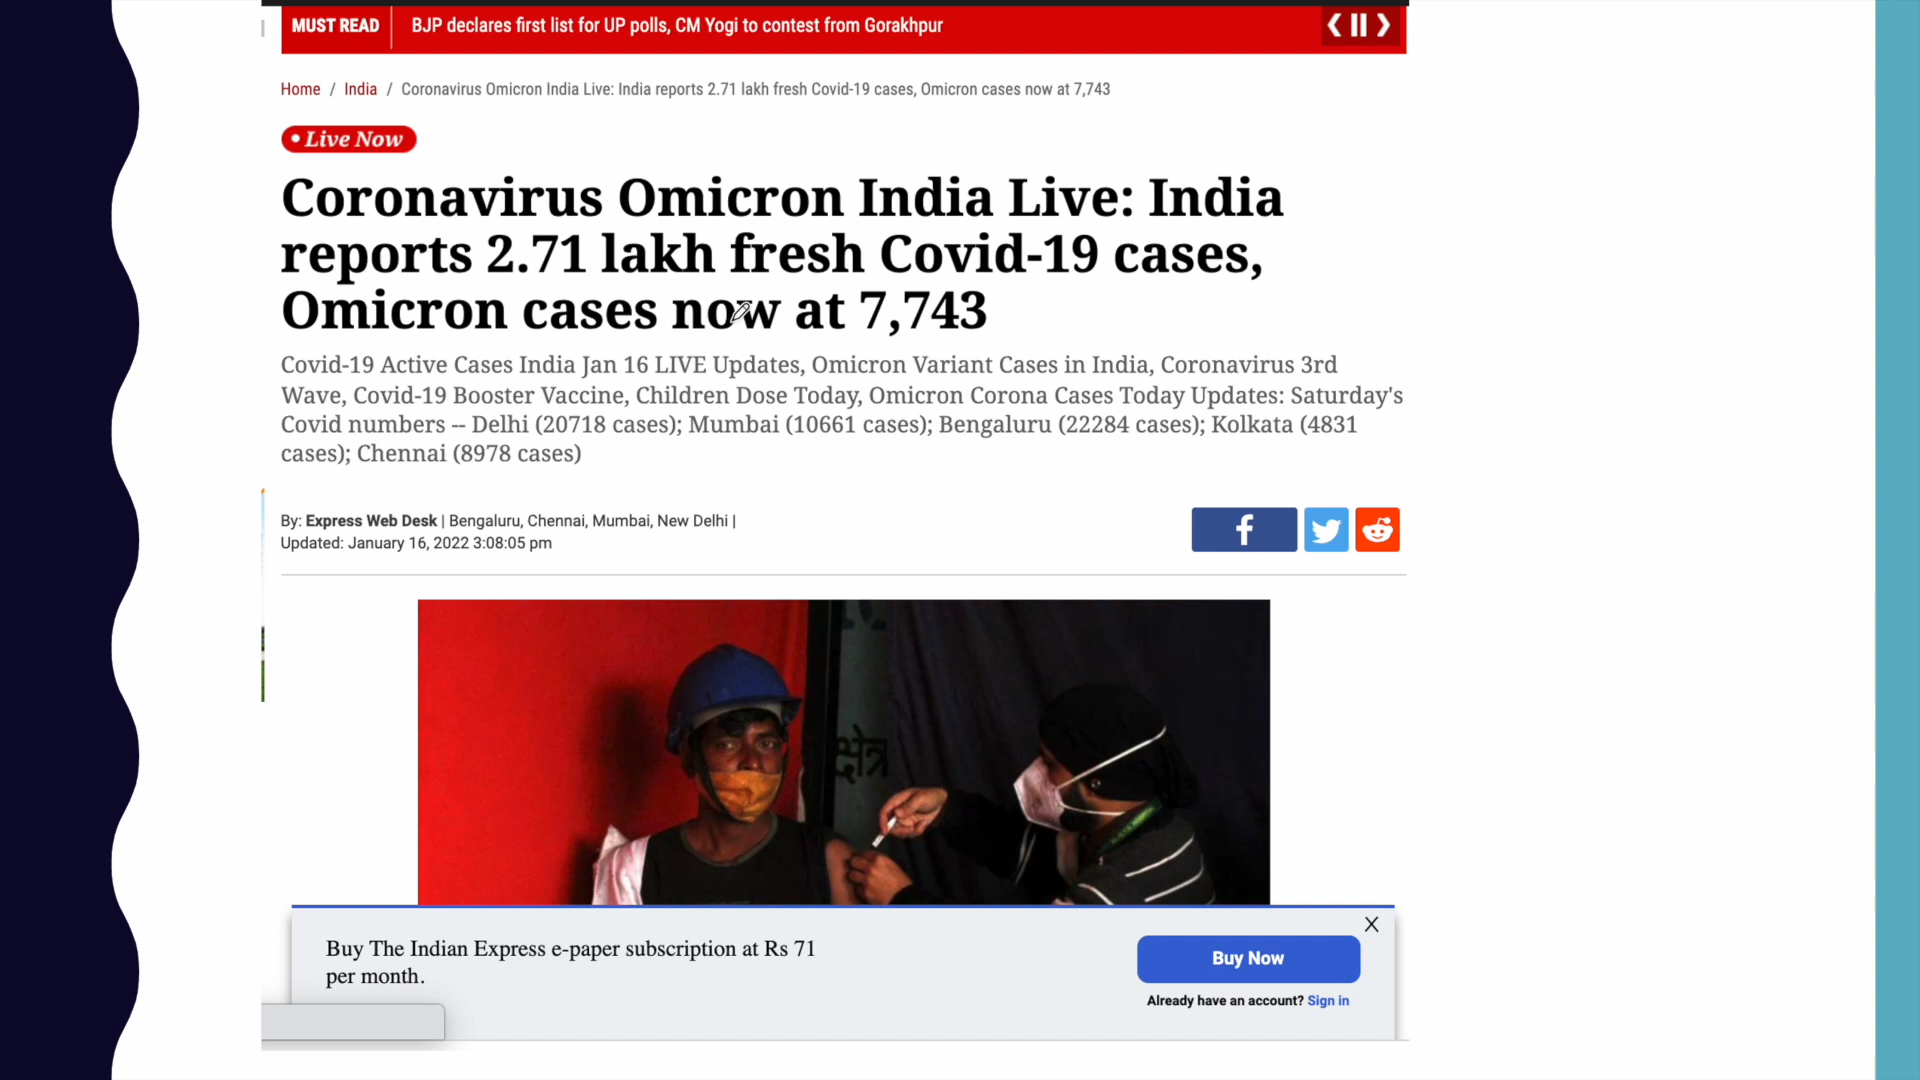 MUST READ
BJP declares first list for UP polls, CM Yogi to contest from Gorakhpur
Home / India / Coronavirus Omicron India Live: India reports 2.71 lakh fresh Covid-19 cases, Omicron cases now at 7,743
• Live Now
Coronavirus Omicron India Live: India
reports 2.71 lakh fresh Covid-19 cases,
Omicron cases now at 7,743
Covid-19 Active Cases India Jan 16 LIVE Updates, Omicron Variant Cases in India, Coronavirus 3rd
Wave, Covid-19 Booster Vaccine, Children Dose Today, Omicron Corona Cases Today Updates: Saturday's
Covid numbers -- Delhi (20718 cases); Mumbai (10661 cases); Bengaluru (22284 cases); Kolkata (4831
cases); Chennai (8978 cases)
By: Express Web Desk | Bengaluru, Chennai, Mumbai, New Delhi |
Updated: January 16, 2022 3:08:05 pm
क्षेत्र
X
Buy The Indian Express e-paper subscription at Rs 71
per month.
Buy Now
Already have an account? Sign in